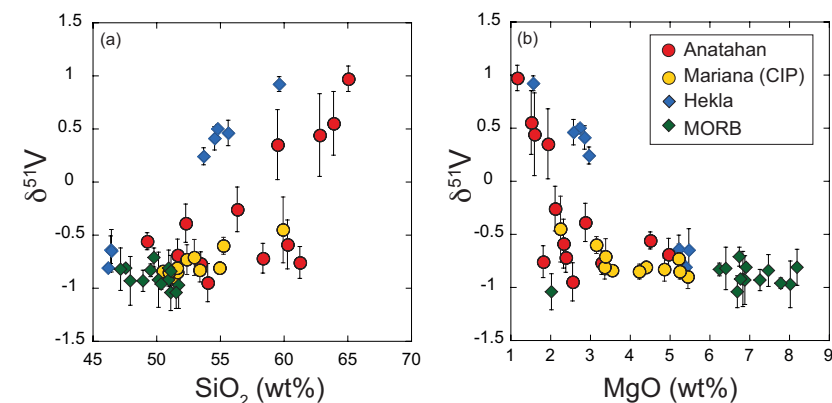 (a)
1.5
1
0.5
0
-0.5
-1
-1.5
δ⁵¹V
45 50 55 60 65 70
SiO₂ (wt%)
(b)
1.5
1
0.5
0
-0.5
-1
-1.5
δ⁵¹V
1 2 3 4 5 6 7 8 9
MgO (wt%)
Anatahan
Mariana (CIP)
Hekla
MORB